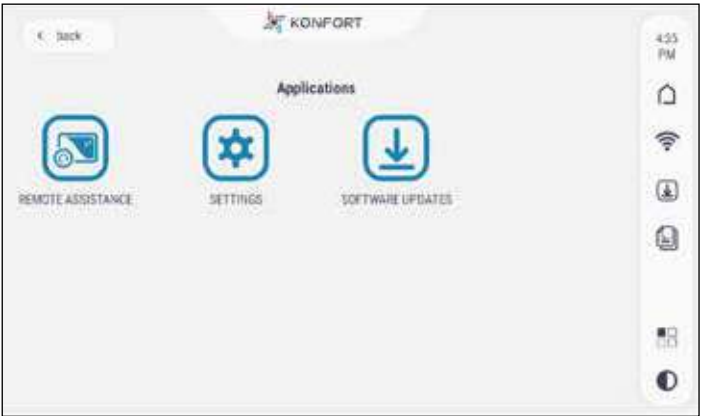 back
KONFORT
4:35
PM
Applications
REMOTE ASSISTANCE
SETTINGS
SOFTWARE UPDATES